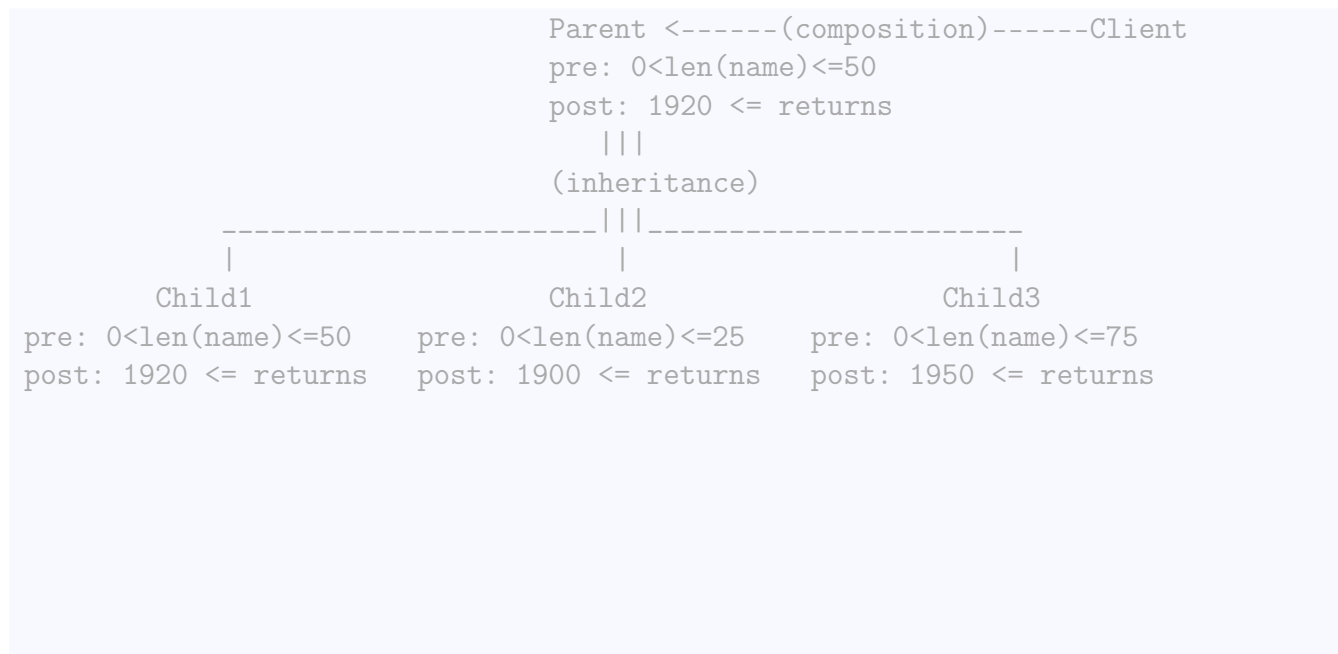 Parent <------(composition)------Client
pre: 0<len(name)<=50
post: 1920 <= returns
|||
(inheritance)
_______________________|||_______________________
| | |
Child1 Child2 Child3
pre: 0<len(name)<=50 pre: 0<len(name)<=25 pre: 0<len(name)<=75
post: 1920 <= returns post: 1900 <= returns post: 1950 <= returns